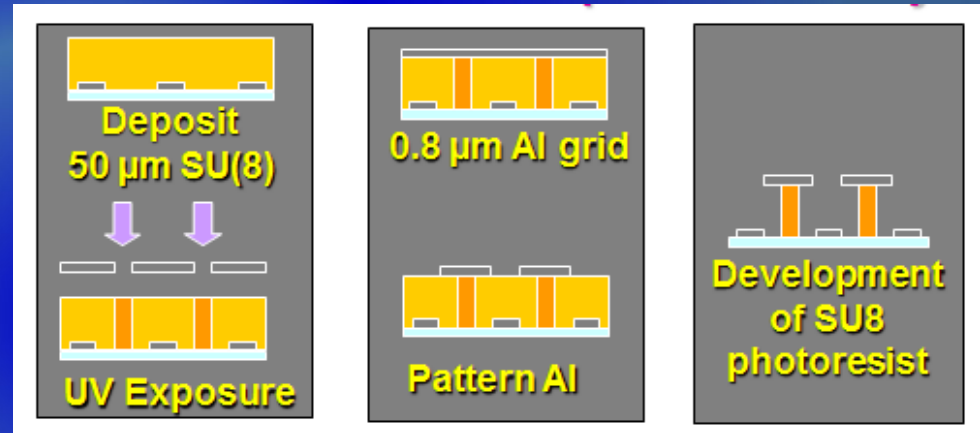 Deposit
50 µm SU(8)
UV Exposure
0.8 µm Al grid
Pattern Al
Development
of SU8
photoresist